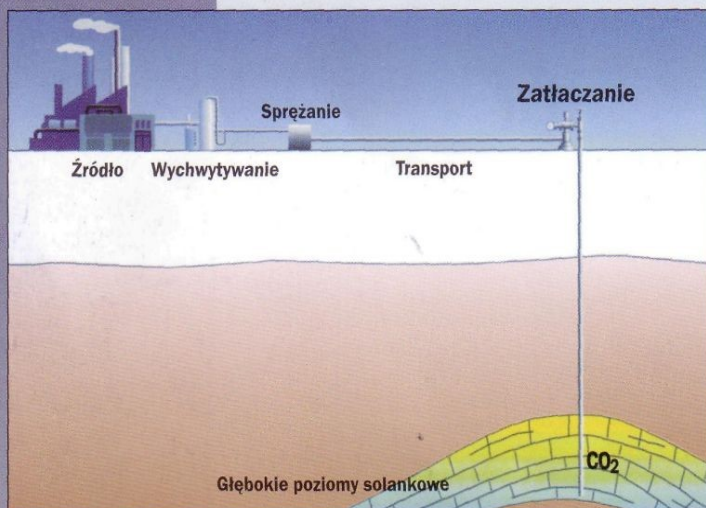 Zatłaczanie
Sprężanie
Źródło Wychwytywanie Transport
CO₂
Głębokie poziomy solankowe